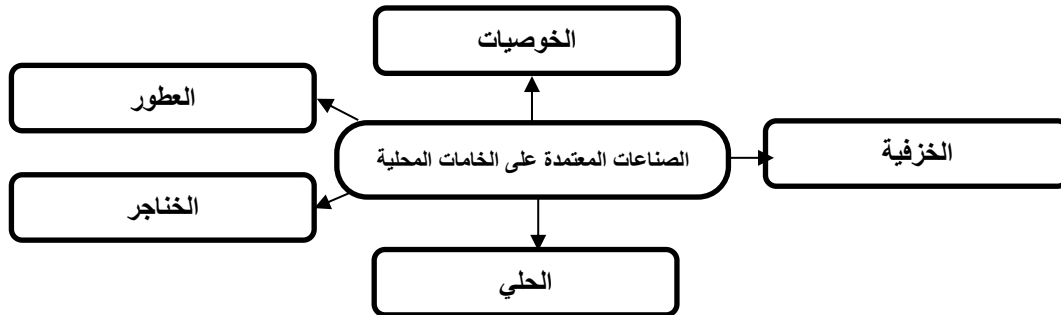 الخوصيات
العطور
الصناعات المعتمدة على الخامات المحلية
الخزفية
الخناجر
الحلي